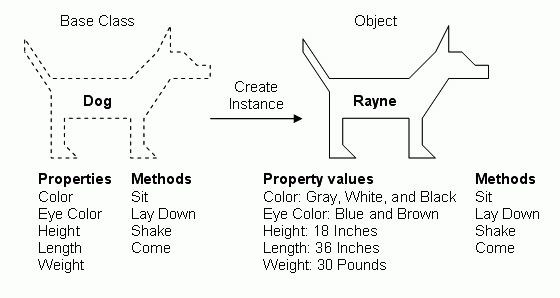 Base Class
Object
Dog
Create
Instance
Rayne
Properties
Color
Eye Color
Height
Length
Weight
Methods
Sit
Lay Down
Shake
Come
Property values
Color: Gray, White, and Black
Eye Color: Blue and Brown
Height: 18 Inches
Length: 36 Inches
Weight: 30 Pounds
Methods
Sit
Lay Down
Shake
Come